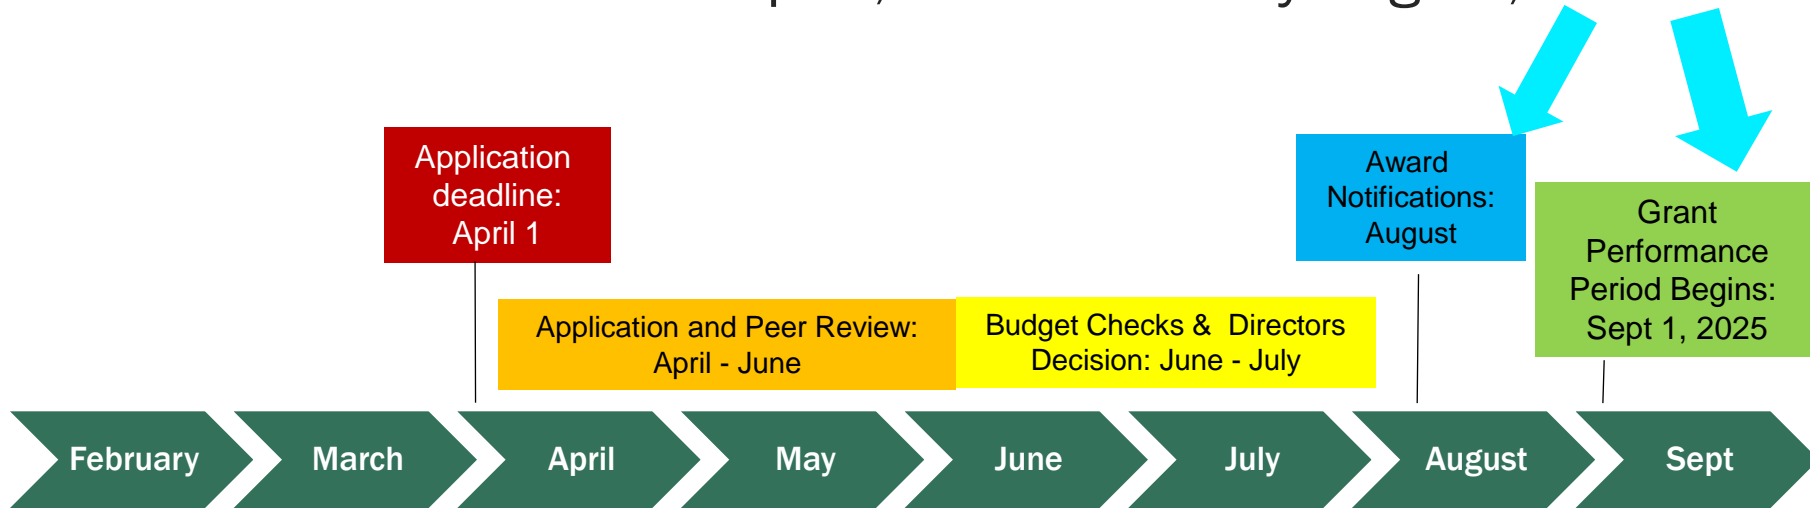 Application
deadline:
April 1
Award
Notifications:
August
Grant
Performance
Period Begins:
Sept 1, 2025
Application and Peer Review:
April - June
Budget Checks & Directors
Decision: June - July
February
March
April
May
June
July
August
Sept